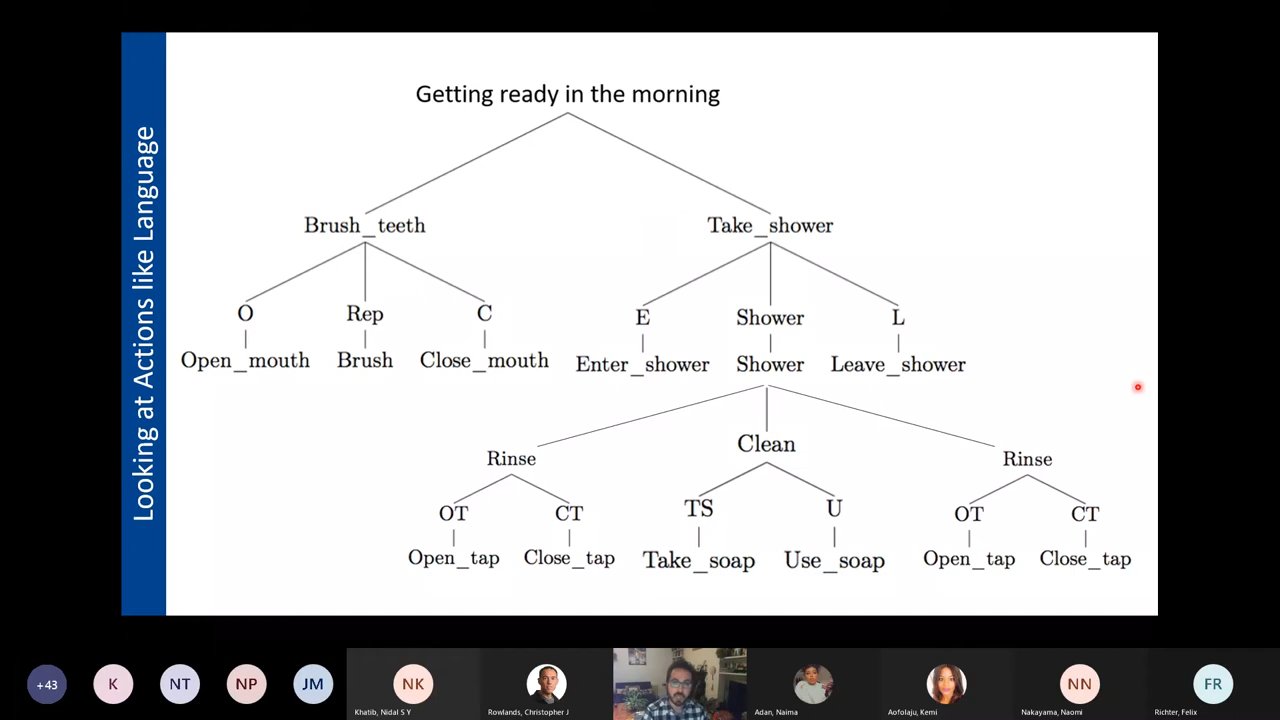 Looking at Actions like Language
Getting ready in the morning
Brush_teeth
Take_shower
O
Rep
C
E
Shower
L
Open_mouth
Brush
Close_mouth
Enter_shower
Shower
Leave_shower
Rinse
Clean
Rinse
OT
CT
TS
U
OT
CT
Open_tap
Close_tap
Take_soap
Use_soap
Open_tap
Close_tap
+43
K
NT
NP
JM
NK
NN
FR
Khatib, Nidal S Y
Rowlands, Christopher J
Adan, Naima
Aofolaju, Kemi
Nakayama, Naomi
Richter, Felix